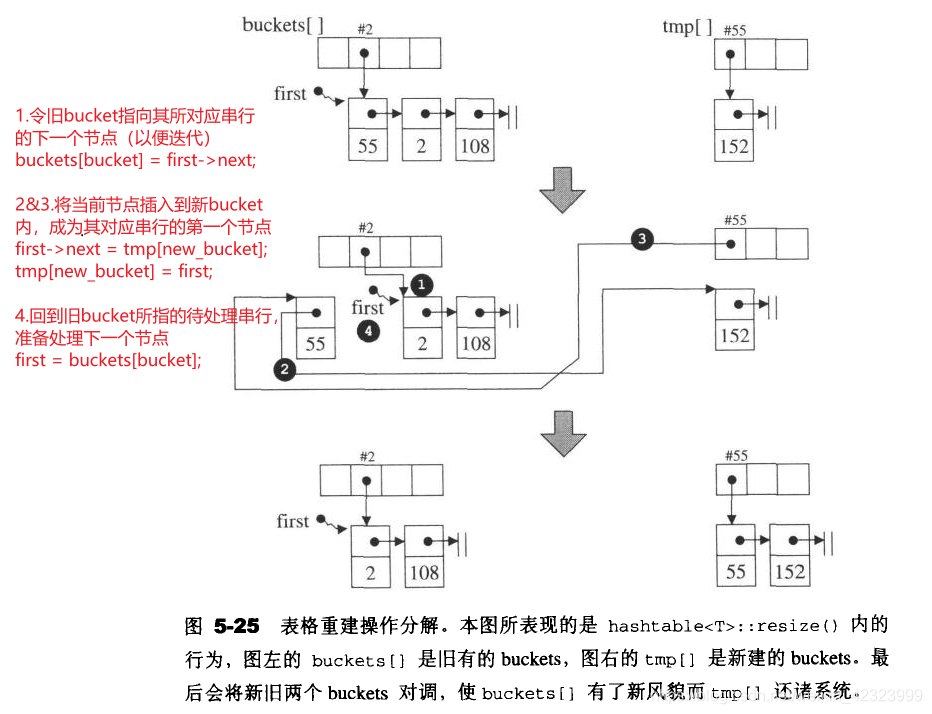 buckets[ ]
tmp[ ]
#2
#55
first
55
2
108
152
1.令旧bucket指向其所对应串行
的下一个节点（以便迭代）
buckets[bucket] = first->next;
2&3.将当前节点插入到新bucket
内，成为其对应串行的第一个节点
first->next = tmp[new_bucket];
tmp[new_bucket] = first;
4.回到旧bucket所指的待处理串行，
准备处理下一个节点
first = buckets[bucket];
#2
#55
3
1
first
4
55
2
108
152
2
#2
#55
first
2
108
55
152
图 5-25 表格重建操作分解。本图所表现的是 hashtable<T>::resize() 内的
行为，图左的 buckets[] 是旧有的 buckets，图右的 tmp[] 是新建的 buckets。最
后会将新旧两个 buckets 对调，使 buckets[] 有了新风貌而 tmp[] 还诸系统。